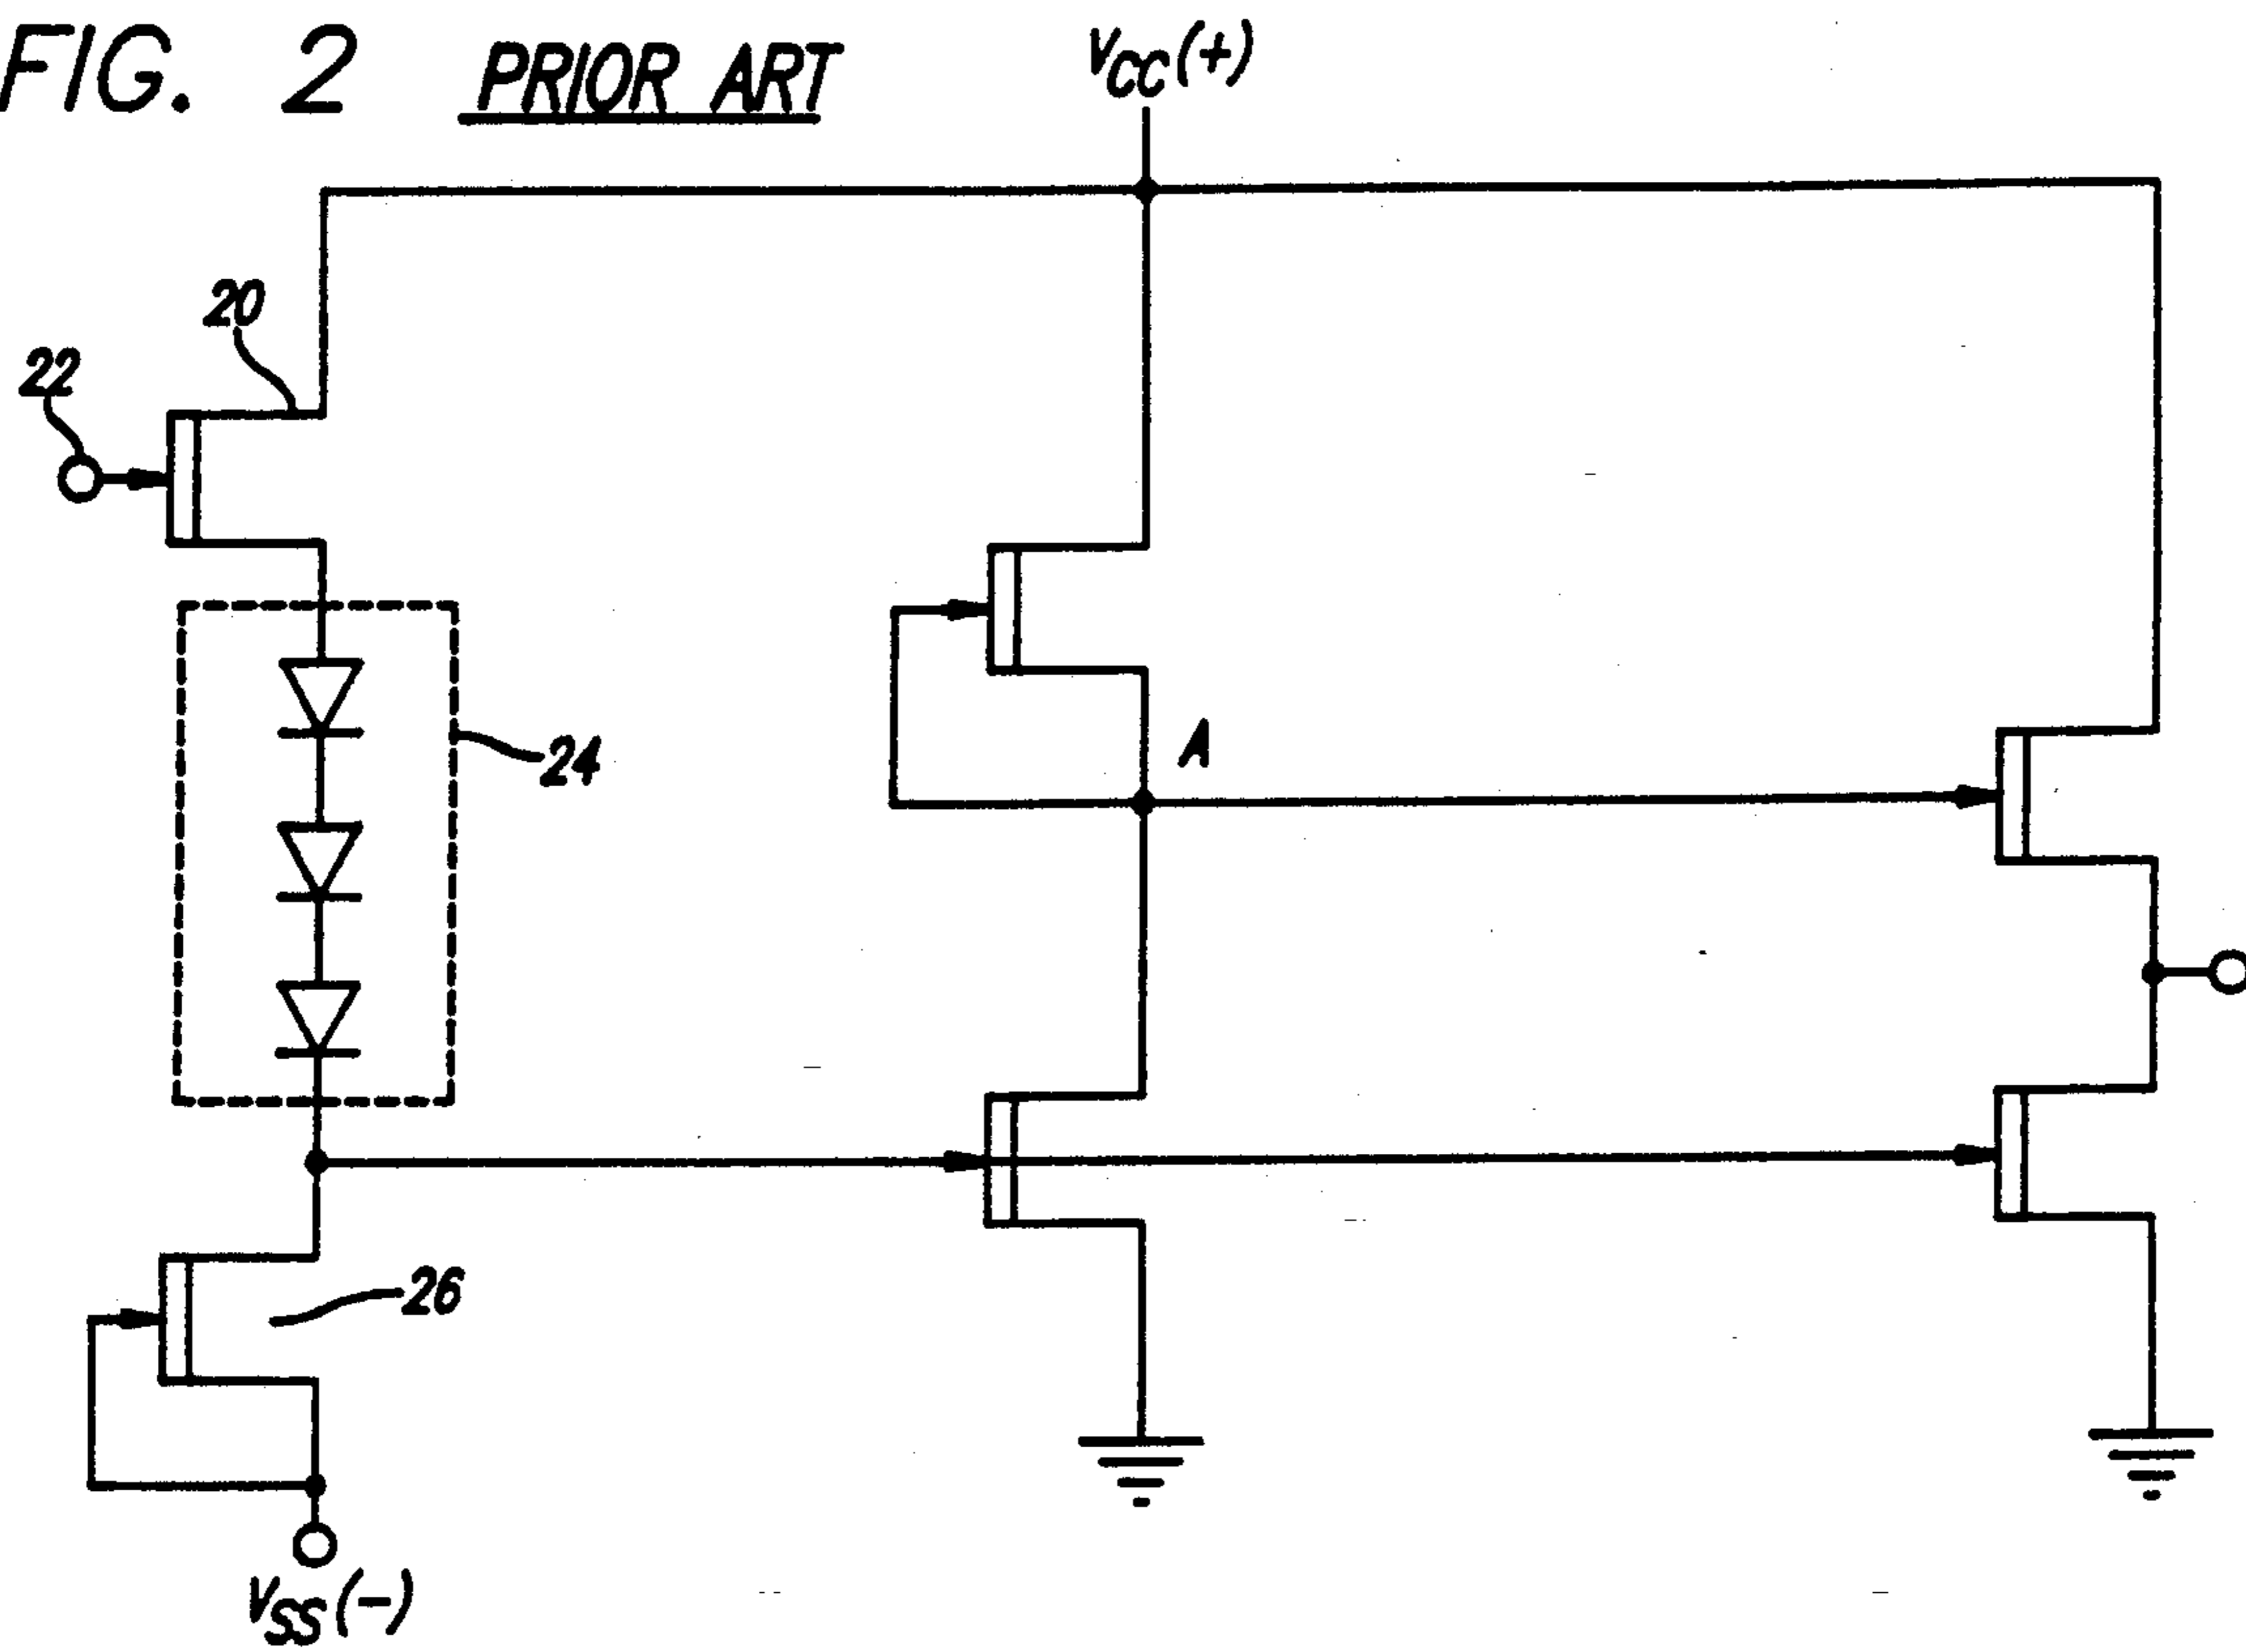 FIG. 2 PRIOR ART
VCC(+)
20
22
24
A
26
VSS(-)